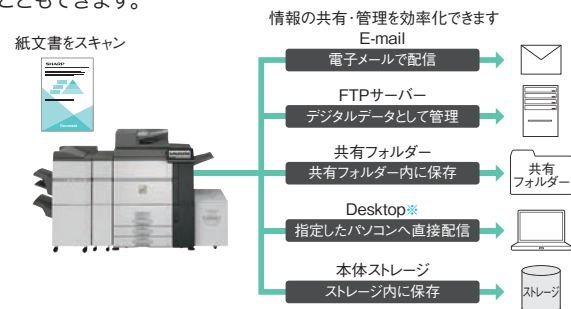 こともできます。
情報の共有・管理を効率化できます
紙文書をスキャン
SHARP
Document
E-mail
電子メールで配信
FTPサーバー
デジタルデータとして管理
共有フォルダー
共有フォルダー内に保存
共有
フォルダー
Desktop※
指定したパソコンへ直接配信
本体ストレージ
ストレージ内に保存
ストレージ